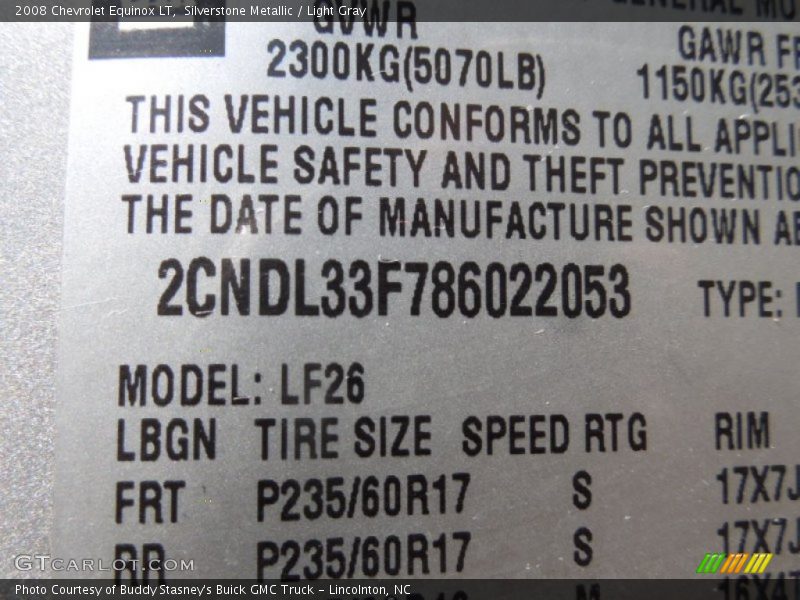 2008 Chevrolet Equinox LT, Silverstone Metallic / Light Gray
GVWR
2300KG(5070LB)
GAWR FR
1150KG(253
THIS VEHICLE CONFORMS TO ALL APPLI
VEHICLE SAFETY AND THEFT PREVENTIO
THE DATE OF MANUFACTURE SHOWN AB
2CNDL33F786022053
TYPE:
MODEL: LF26
LBGN TIRE SIZE SPEED RTG RIM
FRT P235/60R17 S 17X7J
RR P235/60R17 S 17X7J
GTcarlot.com
Photo Courtesy of Buddy Stasney's Buick GMC Truck - Lincolnton, NC